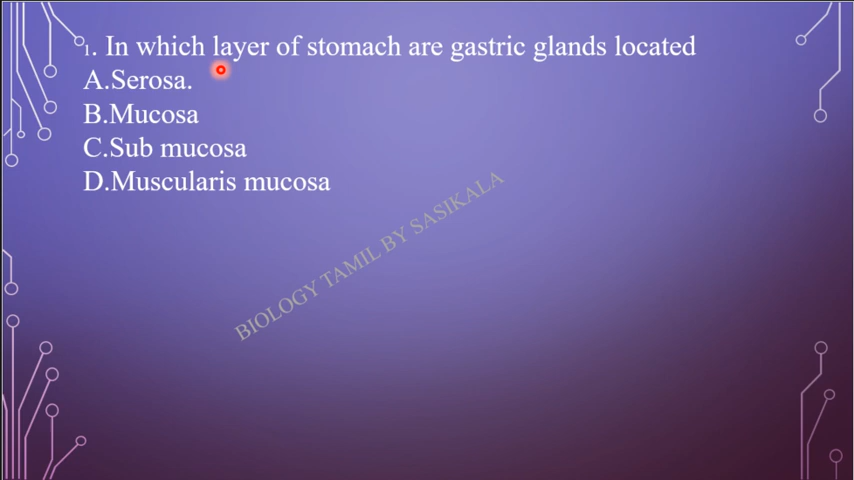 1. In which layer of stomach are gastric glands located
A.Serosa.
B.Mucosa
C.Sub mucosa
D.Muscularis mucosa
BIOLOGY TAMIL BY SASIKALA